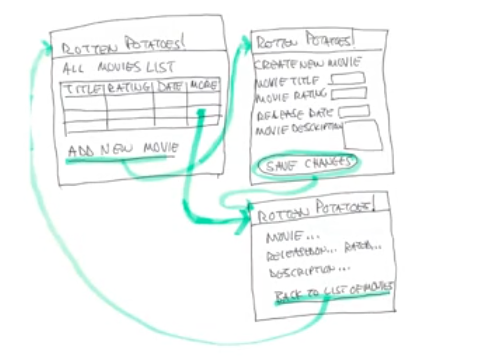 ROTTEN POTATOES!
ALL MOVIES LIST
TITLE RATING DATE MORE
ADD NEW MOVIE
ROTTEN POTATOES!
CREATE NEW MOVIE
MOVIE TITLE
MOVIE RATING
RELEASE DATE
MOVIE DESCRIPTION
SAVE CHANGES
ROTTEN POTATOES!
MOVIE...
RELEASED ON... RATED...
DESCRIPTION...
BACK TO LIST OF MOVIES